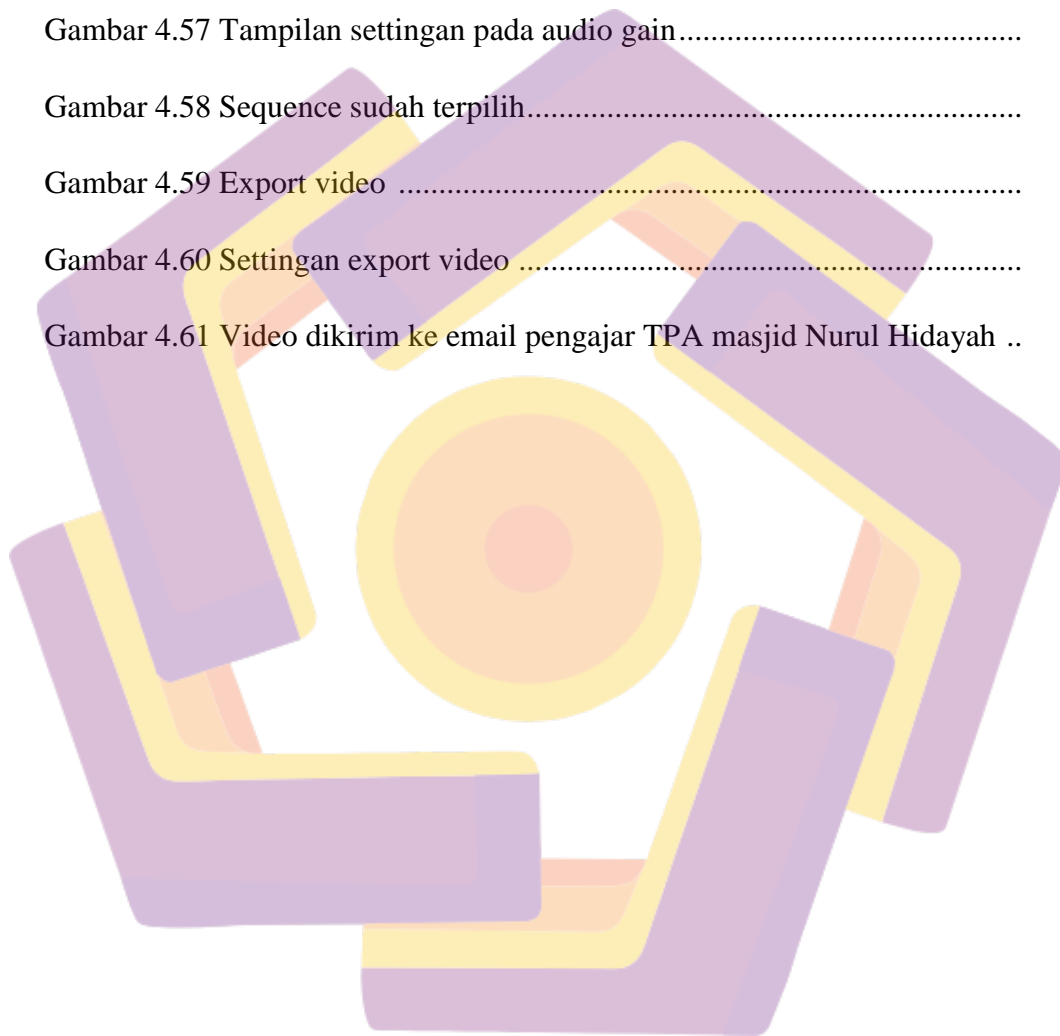 Gambar 4.57 Tampilan settingan pada audio gain...........................................
Gambar 4.58 Sequence sudah terpilih..............................................................
Gambar 4.59 Export video ..............................................................................
Gambar 4.60 Settingan export video ...............................................................
Gambar 4.61 Video dikirim ke email pengajar TPA masjid Nurul Hidayah ..